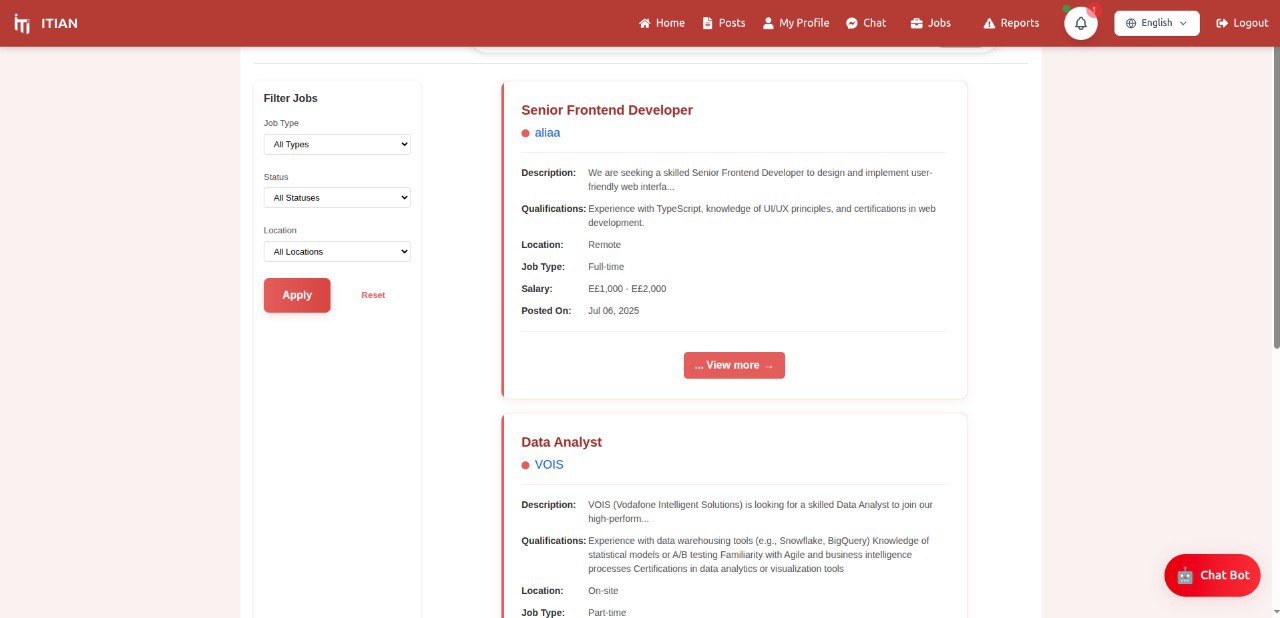 ITIAN
Home
Posts
My Profile
Chat
Jobs
Reports
1
English
Logout
Filter Jobs
Job Type
All Types
Status
All Statuses
Location
All Locations
Apply
Reset
Senior Frontend Developer
aliaa
Description: We are seeking a skilled Senior Frontend Developer to design and implement user-
friendly web interfa...
Qualifications: Experience with TypeScript, knowledge of UI/UX principles, and certifications in web
development.
Location: Remote
Job Type: Full-time
Salary: E£1,000 - E£2,000
Posted On: Jul 06, 2025
... View more →
Data Analyst
VOIS
Description: VOIS (Vodafone Intelligent Solutions) is looking for a skilled Data Analyst to join our
high-perform...
Qualifications: Experience with data warehousing tools (e.g., Snowflake, BigQuery) Knowledge of
statistical models or A/B testing Familiarity with Agile and business intelligence
processes Certifications in data analytics or visualization tools
Location: On-site
Job Type: Part-time
Chat Bot